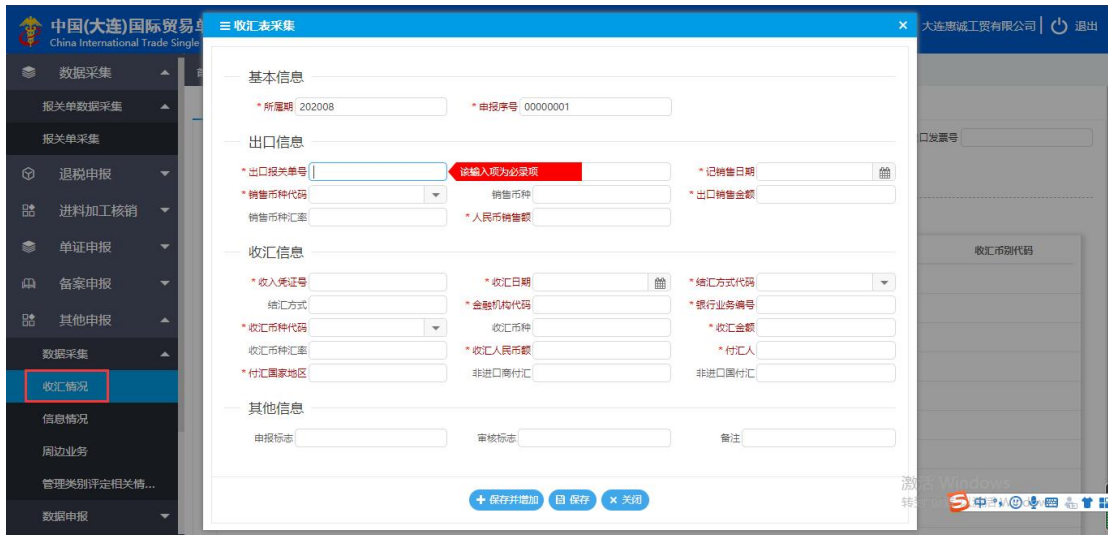 中国(大连)国际贸易单
China International Trade Single
大连惠诚工贸有限公司 退出
数据采集
报关单数据采集
报关单采集
退税申报
进料加工核销
单证申报
备案申报
其他申报
数据采集
收汇情况
信息情况
周边业务
管理类别评定相关情...
数据申报
收汇表采集 ×
基本信息
* 所属期 202008 * 申报序号 00000001
出口信息
* 出口报关单号 该输入项为必录项 * 记销售日期
* 销售币种代码 销售币种 * 出口销售金额
销售币种汇率 * 人民币销售额
收汇信息
* 收入凭证号 * 收汇日期 * 结汇方式代码
结汇方式 * 金融机构代码 * 银行业务编号
* 收汇币种代码 收汇币种 * 收汇金额
收汇币种汇率 * 收汇人民币额 * 付汇人
* 付汇国家地区 非进口商付汇 非进口国付汇
其他信息
申报标志 审核标志 备注
+ 保存并增加 保存 × 关闭
口发票号
收汇币别代码
激活 Windows
中